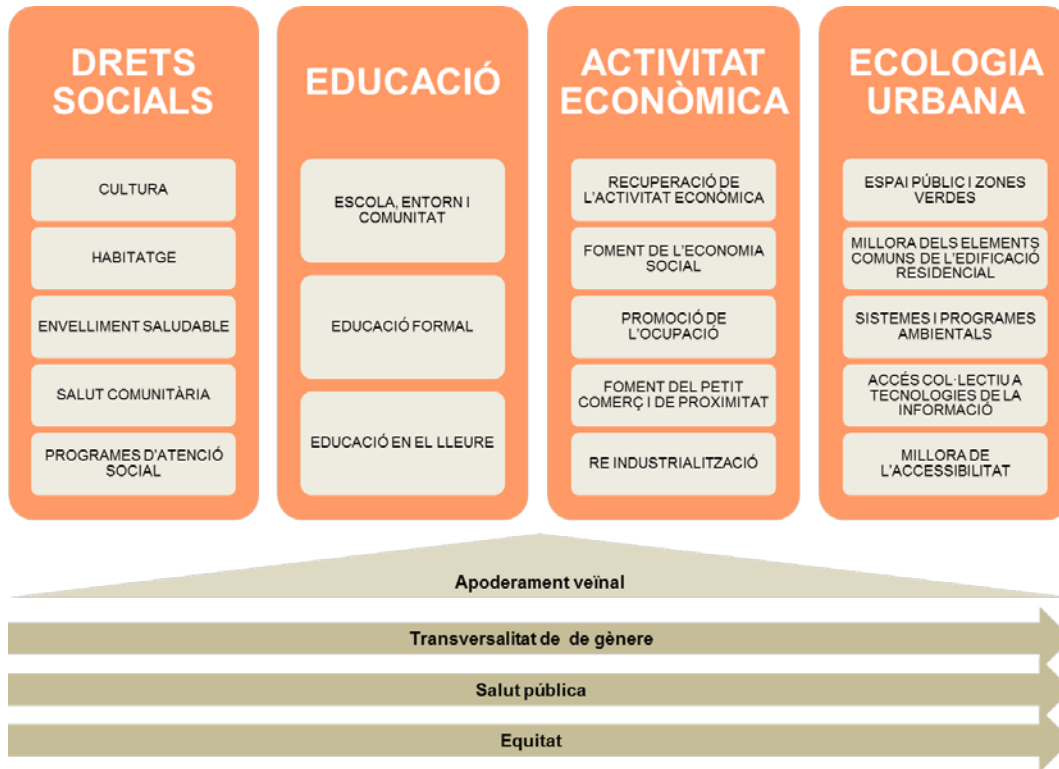 DRETS
SOCIALS
CULTURA
HABITATGE
ENVELLIMENT SALUDABLE
SALUT COMUNITÀRIA
PROGRAMES D'ATENCIÓ
SOCIAL
EDUCACIÓ
ESCOLA, ENTORN I
COMUNITAT
EDUCACIÓ FORMAL
EDUCACIÓ EN EL LLEURE
ACTIVITAT
ECONÒMICA
RECUPERACIÓ DE
L'ACTIVITAT ECONÒMICA
FOMENT DE L'ECONOMIA
SOCIAL
PROMOCIÓ DE
L'OCUPACIÓ
FOMENT DEL PETIT
COMERÇ I DE PROXIMITAT
RE INDUSTRIALITZACIÓ
ECOLOGIA
URBANA
ESPAI PÚBLIC I ZONES
VERDES
MILLORA DELS ELEMENTS
COMUNS DE L'EDIFICACIÓ
RESIDENCIAL
SISTEMES I PROGRAMES
AMBIENTALS
ACCÉS COL·LECTIU A
TECNOLOGIES DE LA
INFORMACIÓ
MILLORA DE
L'ACCESSIBILITAT
Apoderament veïnal
Transversalitat de de gènere
Salut pública
Equitat